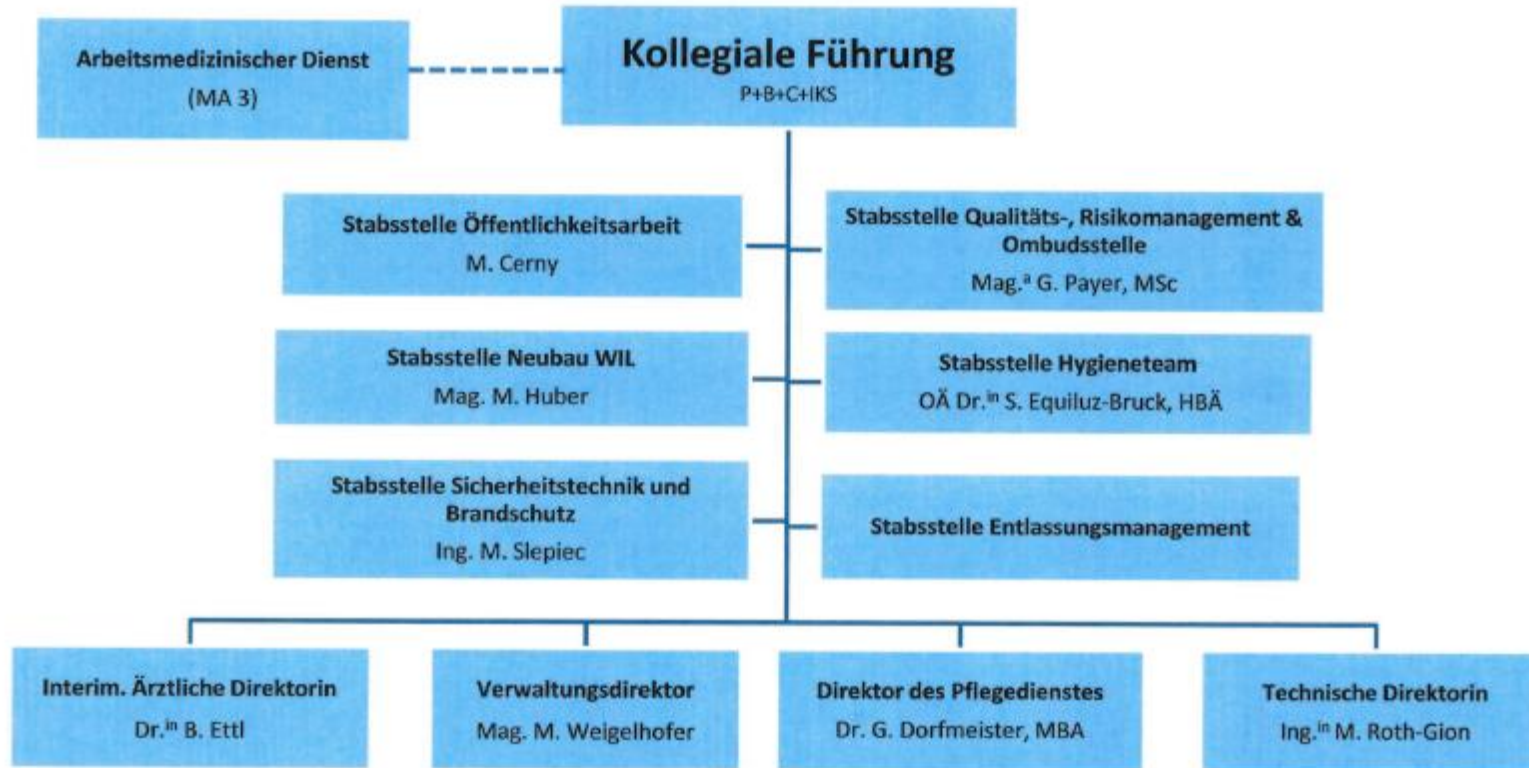 Arbeitsmedizinischer Dienst
(MA 3)
Kollegiale Führung
P+B+C+IKS
Stabsstelle Öffentlichkeitsarbeit
M. Cerny
Stabsstelle Qualitäts-, Risikomanagement &
Ombudsstelle
Mag.ª G. Payer, MSc
Stabsstelle Neubau WIL
Mag. M. Huber
Stabsstelle Hygieneteam
OÄ Dr.ⁱⁿ S. Equiluz-Bruck, HBÄ
Stabsstelle Sicherheitstechnik und
Brandschutz
Ing. M. Slepiec
Stabsstelle Entlassungsmanagement
Interim. Ärztliche Direktorin
Dr.ⁱⁿ B. Ettl
Verwaltungsdirektor
Mag. M. Weigelhofer
Direktor des Pflegedienstes
Dr. G. Dorfmeister, MBA
Technische Direktorin
Ing.ⁱⁿ M. Roth-Gion